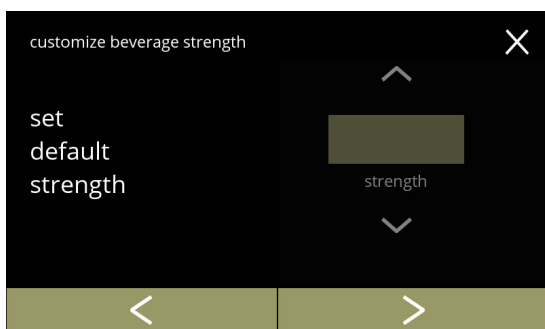 customize beverage strength
set
default
strength
strength